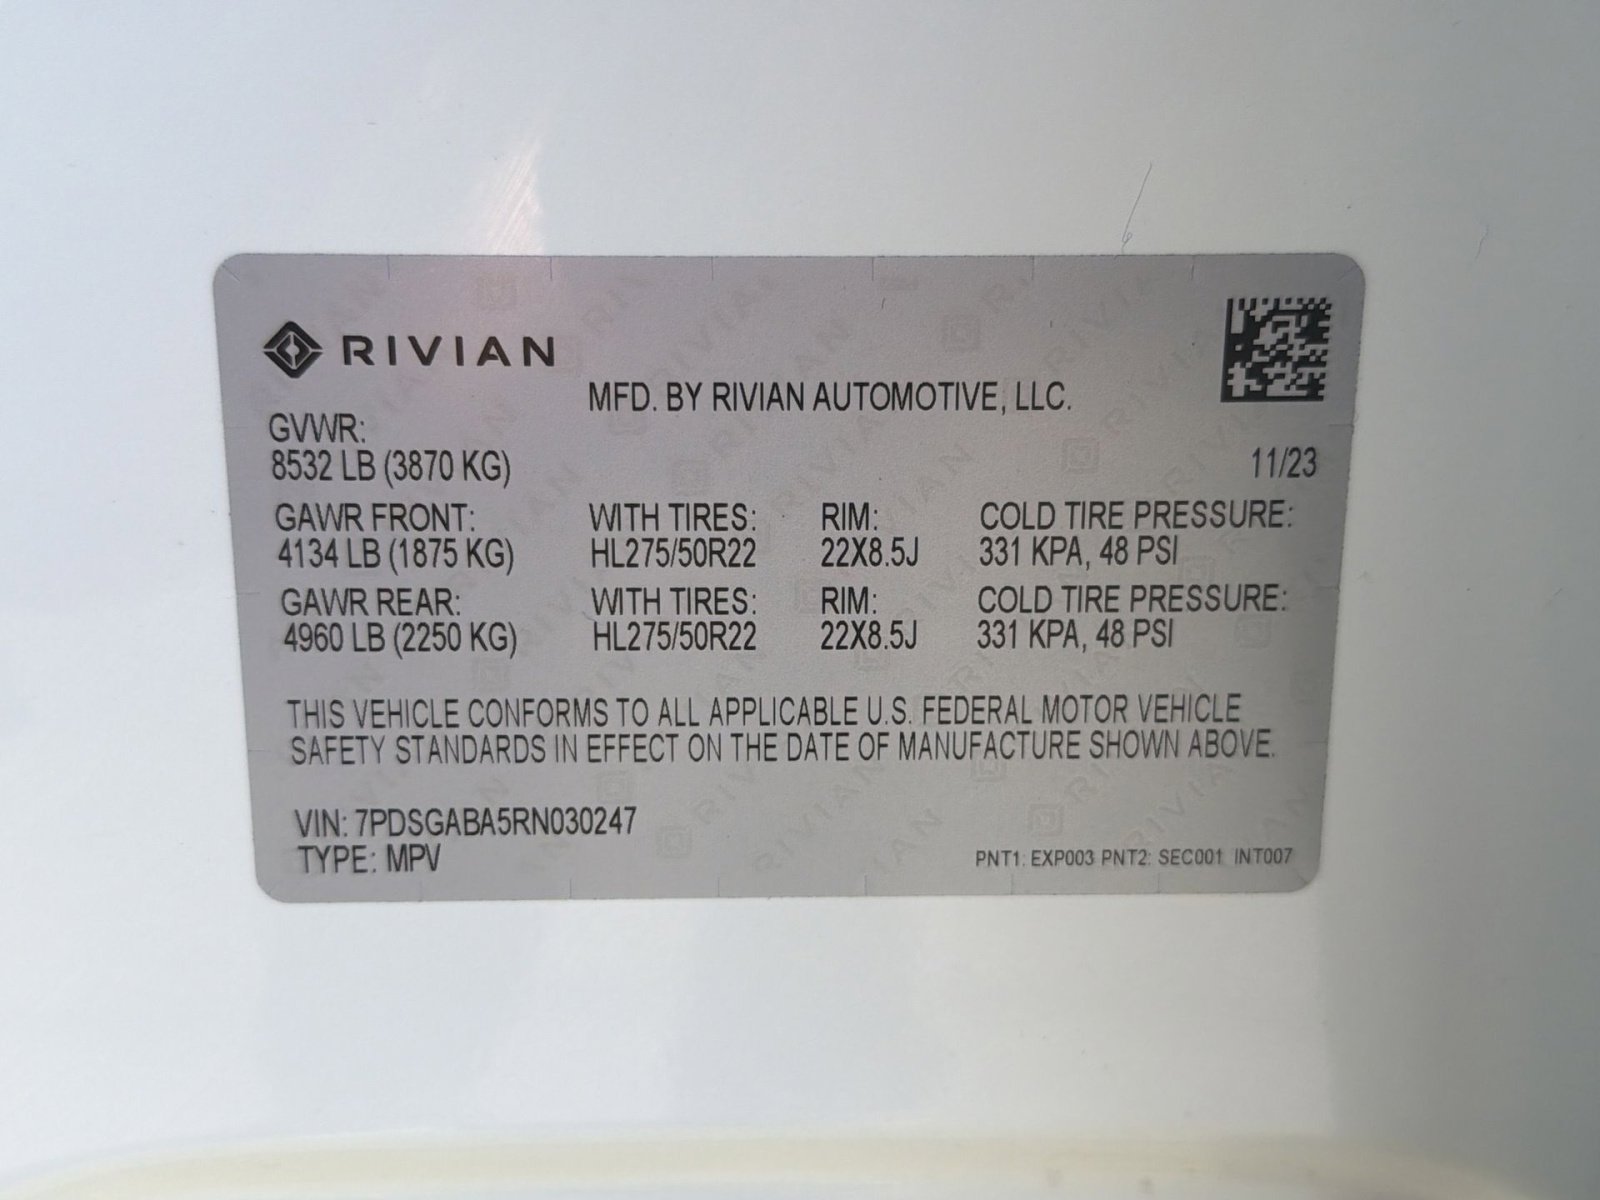 RIVIAN
MFD. BY RIVIAN AUTOMOTIVE, LLC.
GVWR:
8532 LB (3870 KG)
11/23
GAWR FRONT: WITH TIRES: RIM: COLD TIRE PRESSURE:
4134 LB (1875 KG) HL275/50R22 22X8.5J 331 KPA, 48 PSI
GAWR REAR: WITH TIRES: RIM: COLD TIRE PRESSURE:
4960 LB (2250 KG) HL275/50R22 22X8.5J 331 KPA, 48 PSI
THIS VEHICLE CONFORMS TO ALL APPLICABLE U.S. FEDERAL MOTOR VEHICLE
SAFETY STANDARDS IN EFFECT ON THE DATE OF MANUFACTURE SHOWN ABOVE.
VIN: 7PDSGABA5RN030247
TYPE: MPV
PNT1: EXP003 PNT2: SEC001 INT007